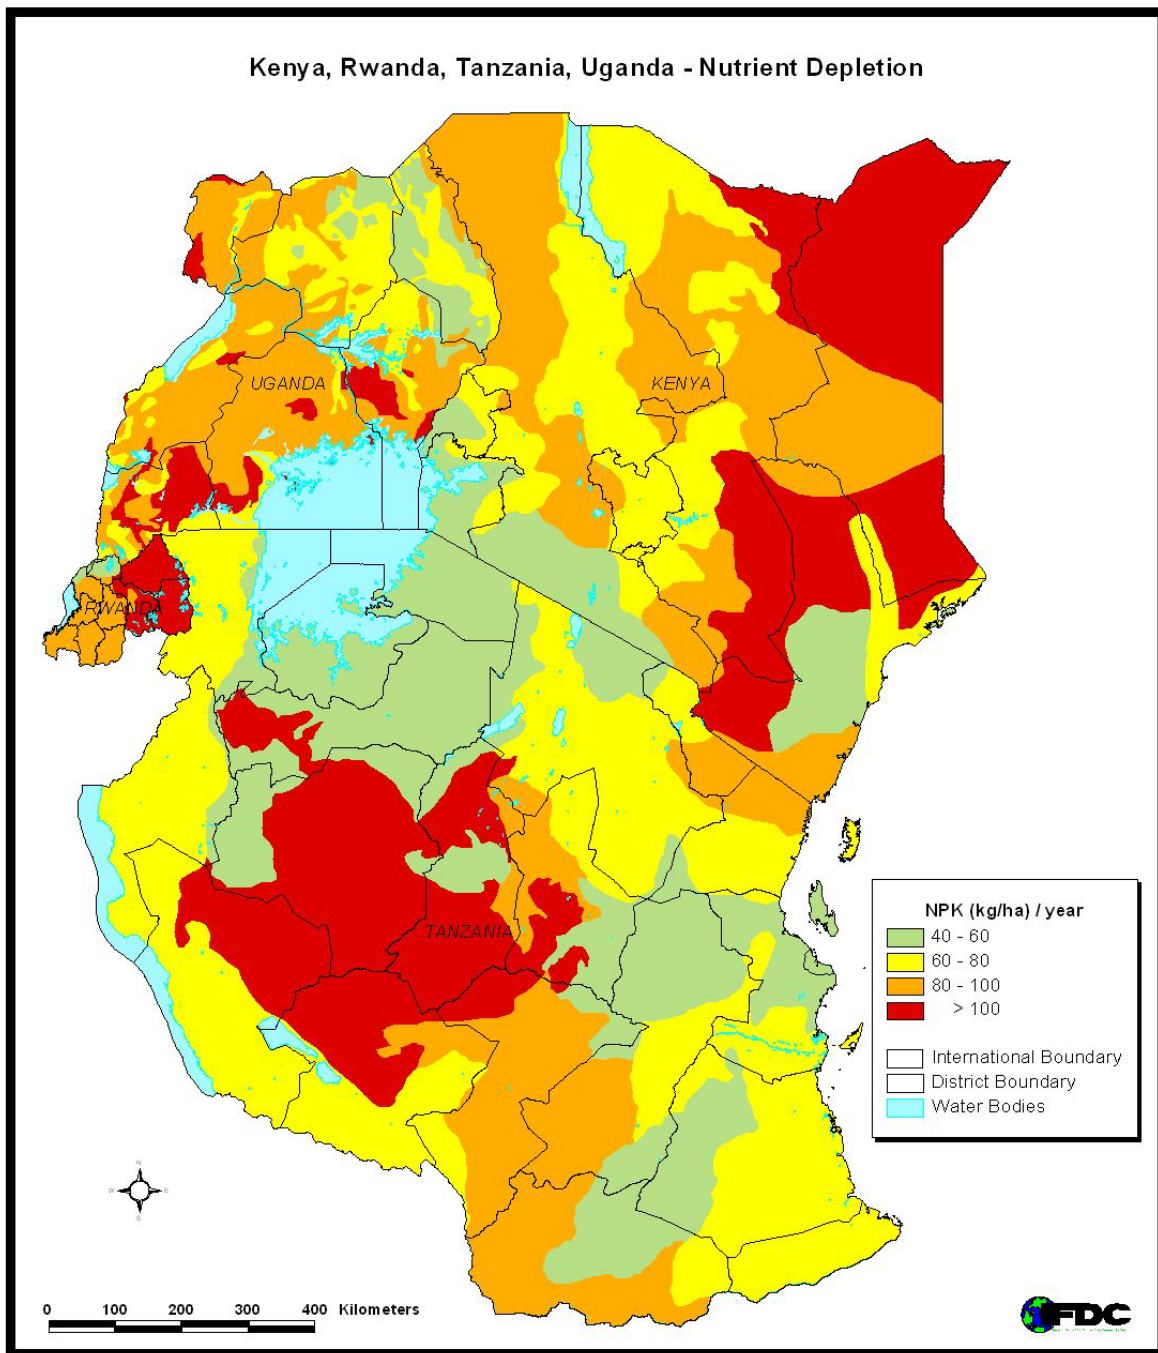 Kenya, Rwanda, Tanzania, Uganda - Nutrient Depletion
UGANDA
KENYA
RWANDA
TANZANIA
NPK (kg/ha) / year
40 - 60
60 - 80
80 - 100
> 100
International Boundary
District Boundary
Water Bodies
N
W E
S
0 100 200 300 400 Kilometers
IFDC